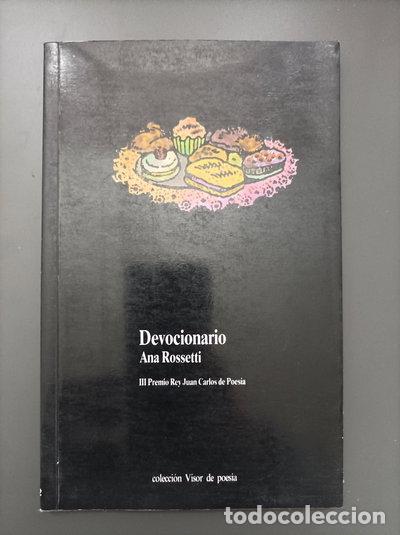 Devocionario
Ana Rossetti
III Premio Rey Juan Carlos de Poesía
colección Visor de poesía
todocoleccion